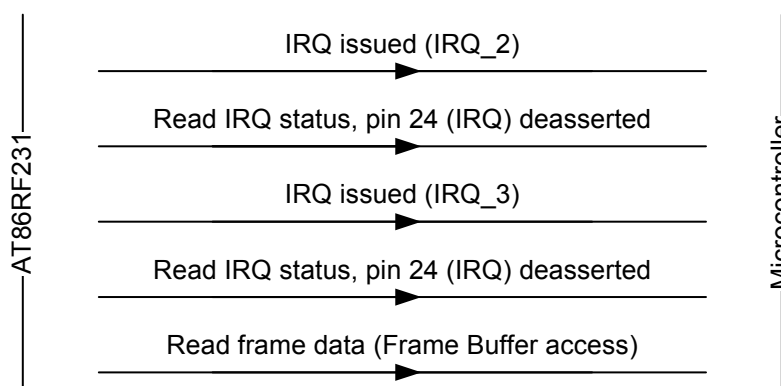 IRQ issued (IRQ_2)
Read IRQ status, pin 24 (IRQ) deasserted
IRQ issued (IRQ_3)
Read IRQ status, pin 24 (IRQ) deasserted
Read frame data (Frame Buffer access)
AT86RF231
Microcontroller